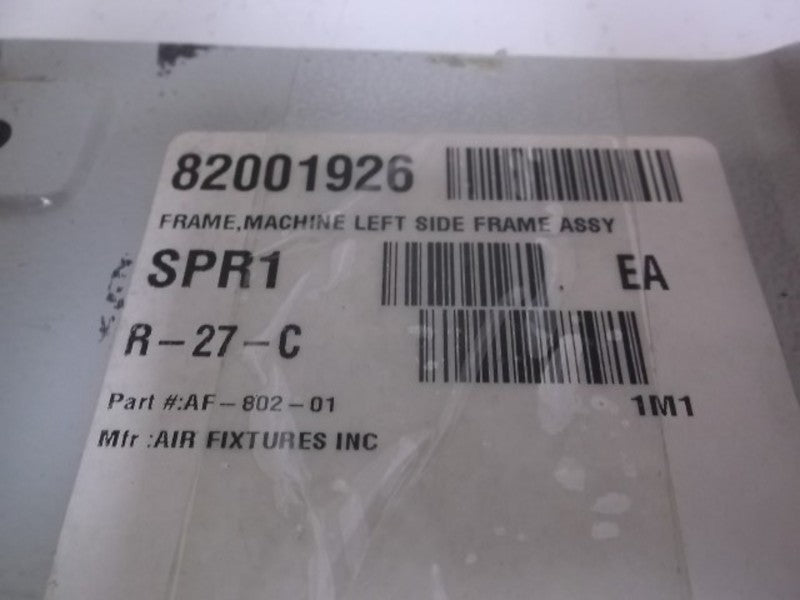 82001926
FRAME,MACHINE LEFT SIDE FRAME ASSY
SPR1 EA
R-27-C
Part #:AF-802-01 1M1
Mfr :AIR FIXTURES INC